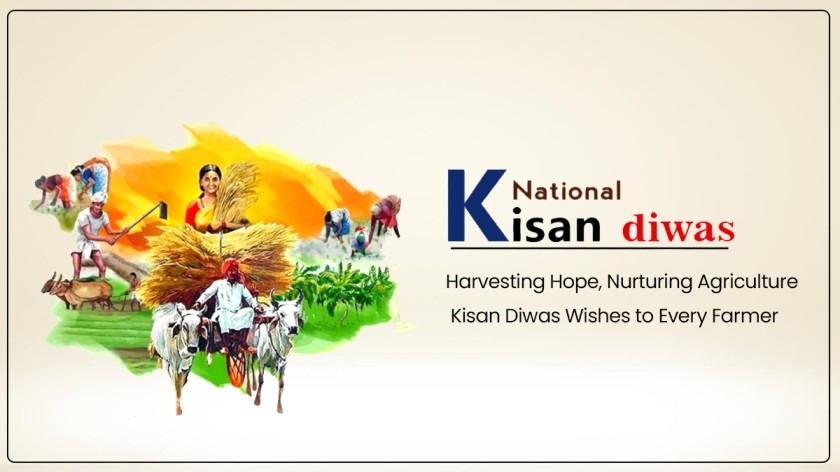 National
Kisan diwas
Harvesting Hope, Nurturing Agriculture
Kisan Diwas Wishes to Every Farmer